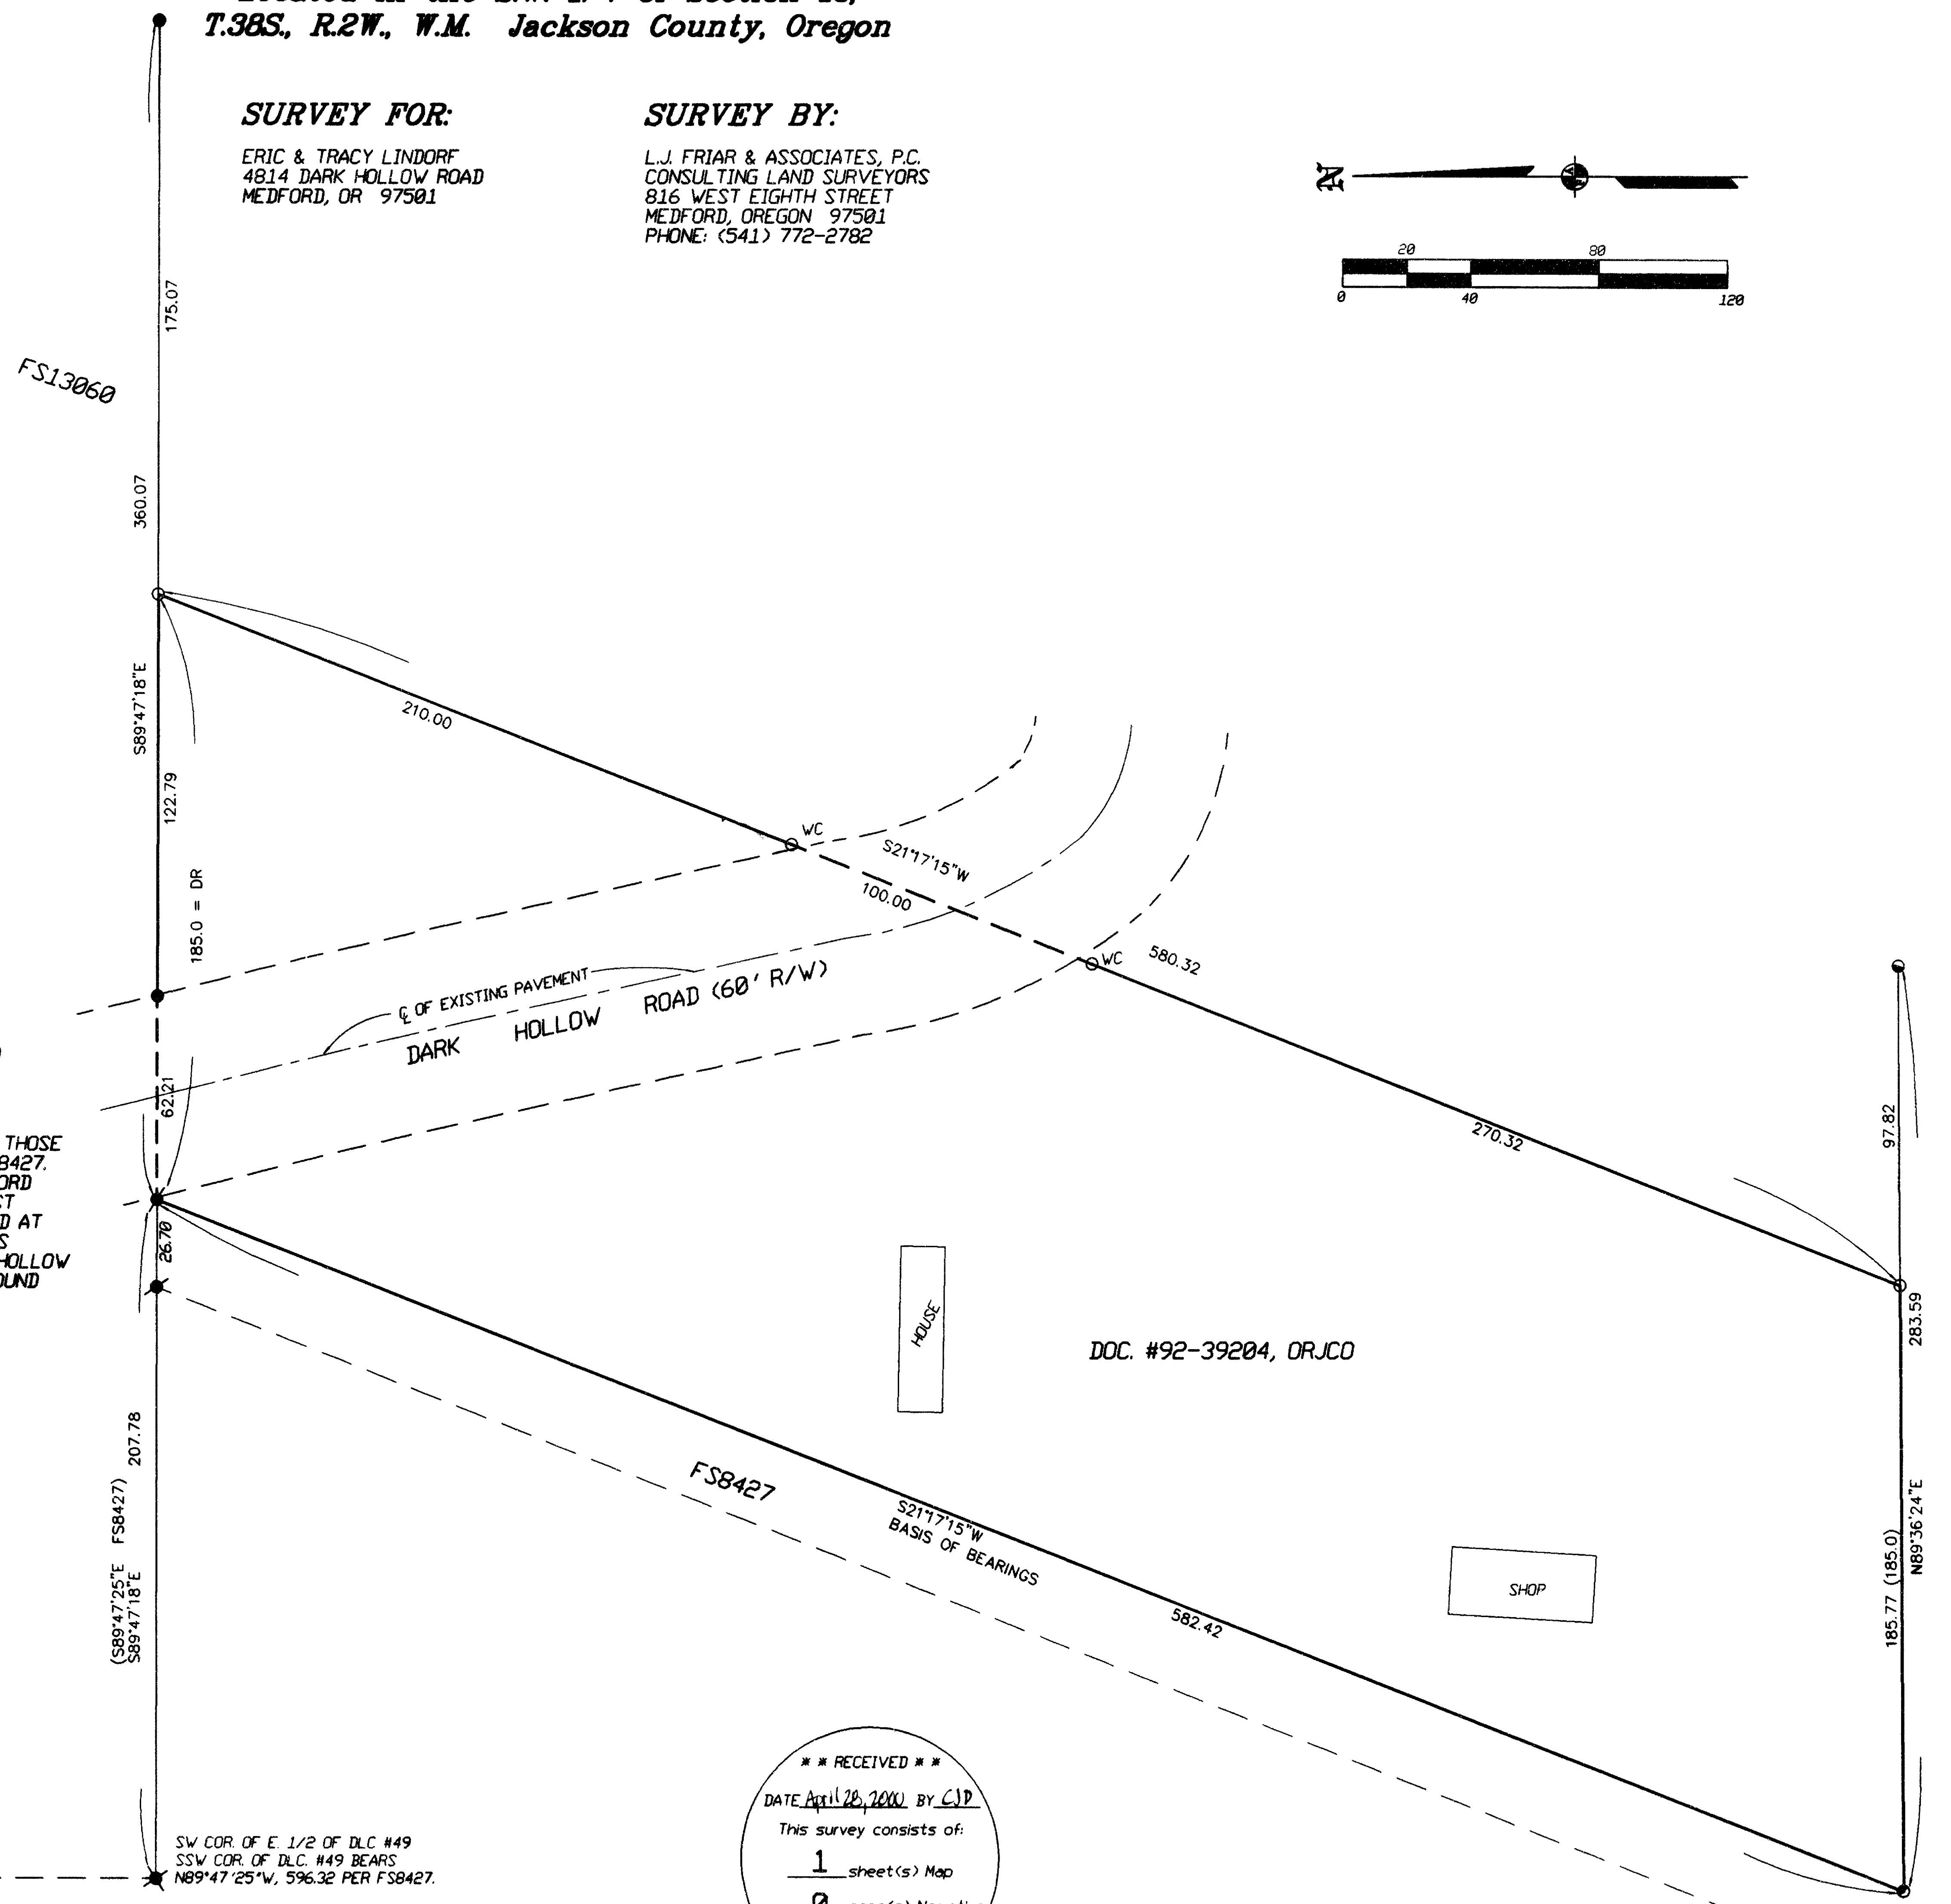 T.38S., R.2W., W.M. Jackson County, Oregon
SURVEY FOR:
ERIC & TRACY LINDORF
4814 DARK HOLLOW ROAD
MEDFORD, OR 97501
SURVEY BY:
L.J. FRIAR & ASSOCIATES, P.C.
CONSULTING LAND SURVEYORS
816 WEST EIGHTH STREET
MEDFORD, OREGON 97501
PHONE: (541) 772-2782
N
20 80
0 40 120
175.07
FS13060
360.07
S89°47'18"E
122.79
185.0 = DR
210.00
WC
S21°17'15"W
100.00
WC
580.32
270.32
97.82
283.59
N89°36'24"E
185.77 (185.0)
℄ OF EXISTING PAVEMENT
DARK HOLLOW ROAD (60' R/W)
62.21
26.70
THOSE
8427.
ORD
D AT
HOLLOW
OUND
HOUSE
DOC. #92-39204, ORJCO
FS8427
S21°17'15"W
BASIS OF BEARINGS
582.42
SHOP
207.78
(S89°47'25"E FS8427)
S89°47'18"E
* * RECEIVED * *
DATE April 28, 2000 BY CJD
This survey consists of:
1 sheet(s) Map
0
SW COR. OF E. 1/2 OF DLC #49
SSW COR. OF DLC. #49 BEARS
N89°47'25"W, 596.32 PER FS8427.